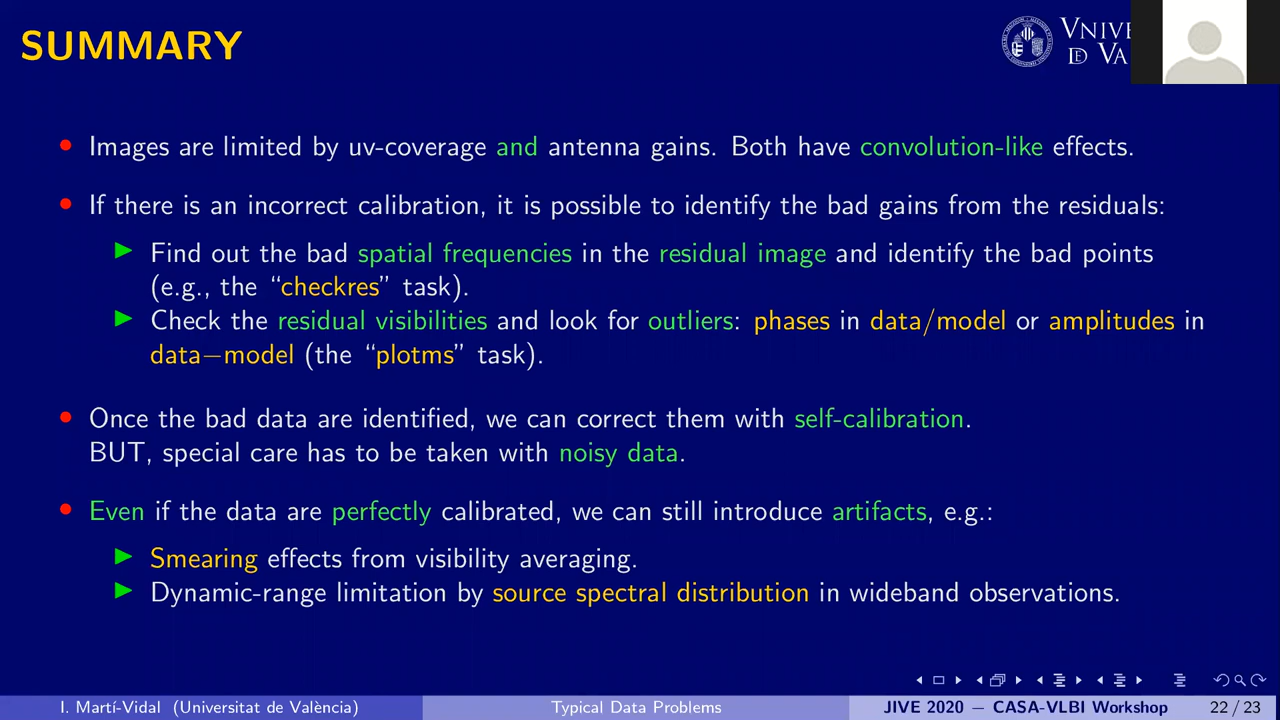 SUMMARY
VNIVE
DE VA
• Images are limited by uv-coverage and antenna gains. Both have convolution-like effects.
• If there is an incorrect calibration, it is possible to identify the bad gains from the residuals:
▶ Find out the bad spatial frequencies in the residual image and identify the bad points
(e.g., the “checkres” task).
▶ Check the residual visibilities and look for outliers: phases in data/model or amplitudes in
data−model (the “plotms” task).
• Once the bad data are identified, we can correct them with self-calibration.
BUT, special care has to be taken with noisy data.
• Even if the data are perfectly calibrated, we can still introduce artifacts, e.g.:
▶ Smearing effects from visibility averaging.
▶ Dynamic-range limitation by source spectral distribution in wideband observations.
I. Martí-Vidal (Universitat de València) Typical Data Problems JIVE 2020 − CASA-VLBI Workshop 22 / 23